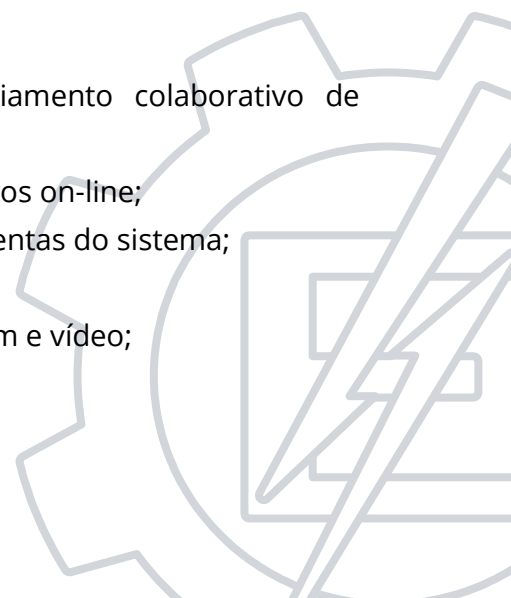 iamento colaborativo de
os on-line;
entas do sistema;
m e vídeo;